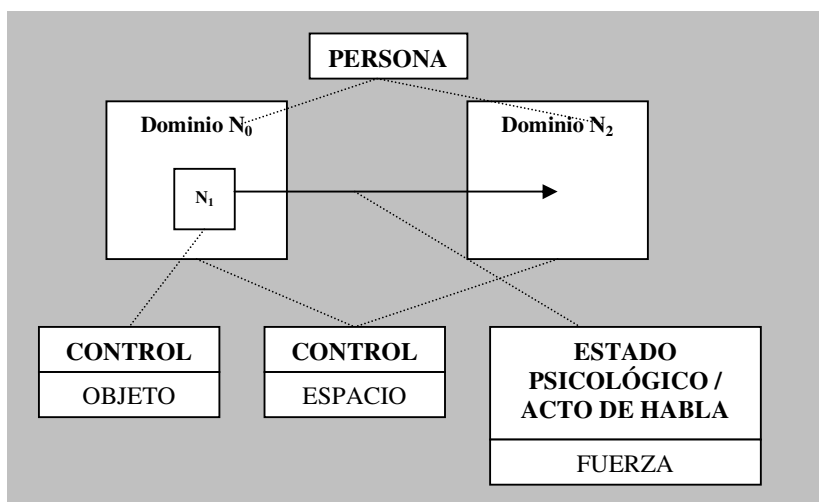 PERSONA
Dominio N₀
Dominio N₂
N₁
CONTROL
OBJETO
CONTROL
ESPACIO
ESTADO
PSICOLÓGICO /
ACTO DE HABLA
FUERZA